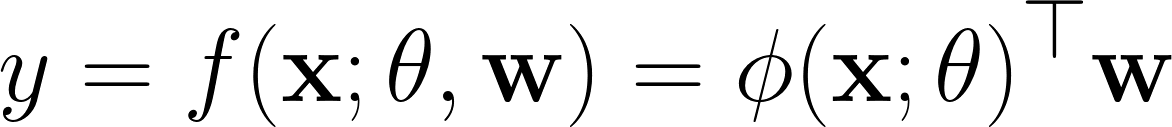 y = f(𝐱; θ, 𝐰) = ϕ(𝐱; θ)^⊤ 𝐰